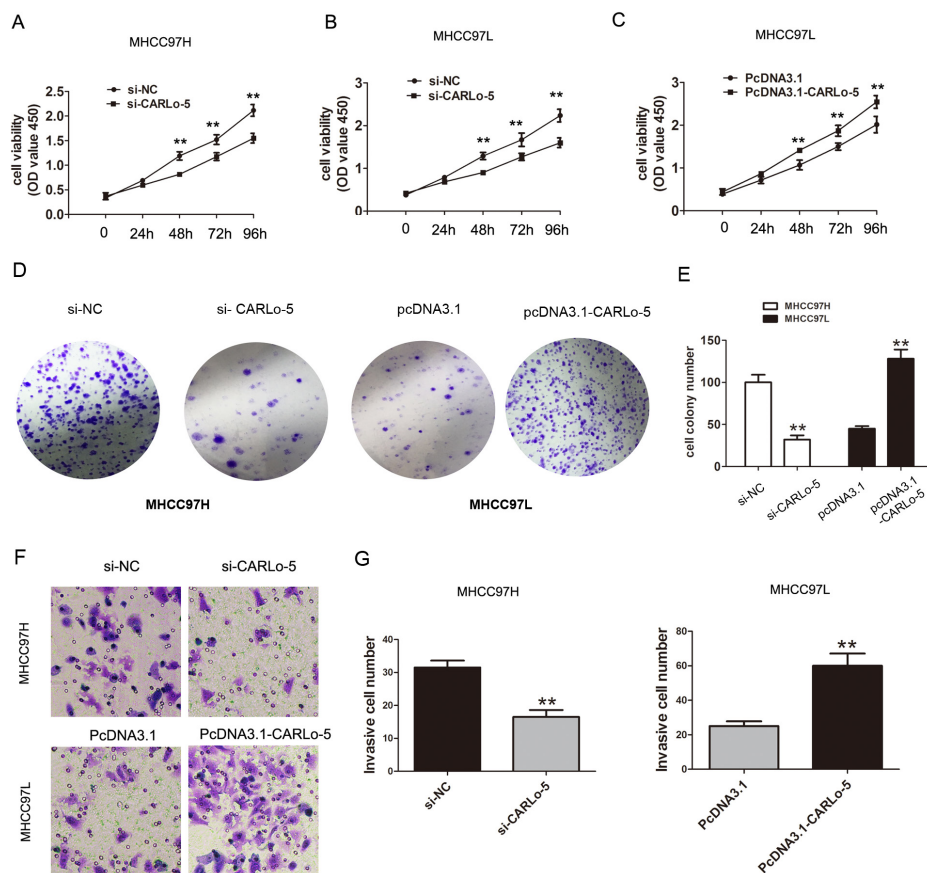 A
MHCC97H
si-NC
si-CARLo-5
cell viability
(OD value 450)
2.5
2.0
1.5
1.0
0.5
0.0
**
**
**
0
24h
48h
72h
96h
B
MHCC97L
si-NC
si-CARLo-5
cell viability
(OD value 450)
3
2
1
0
**
**
**
0
24h
48h
72h
96h
C
MHCC97L
PcDNA3.1
PcDNA3.1-CARLo-5
cell viability
(OD value 450)
3
2
1
0
**
**
**
0
24h
48h
72h
96h
D
si-NC
si- CARLo-5
pcDNA3.1
pcDNA3.1-CARLo-5
MHCC97H
MHCC97L
E
MHCC97H
MHCC97L
cell colony number
150
100
50
0
**
**
si-NC
si-CARLo-5
pcDNA3.1
pcDNA3.1
-CARLo-5
F
si-NC
si-CARLo-5
MHCC97H
PcDNA3.1
PcDNA3.1-CARLo-5
MHCC97L
G
MHCC97H
Invasive cell number
40
30
20
10
0
**
si-NC
si-CARLo-5
MHCC97L
Invasive cell number
80
60
40
20
0
**
PcDNA3.1
PcDNA3.1-CARLo-5